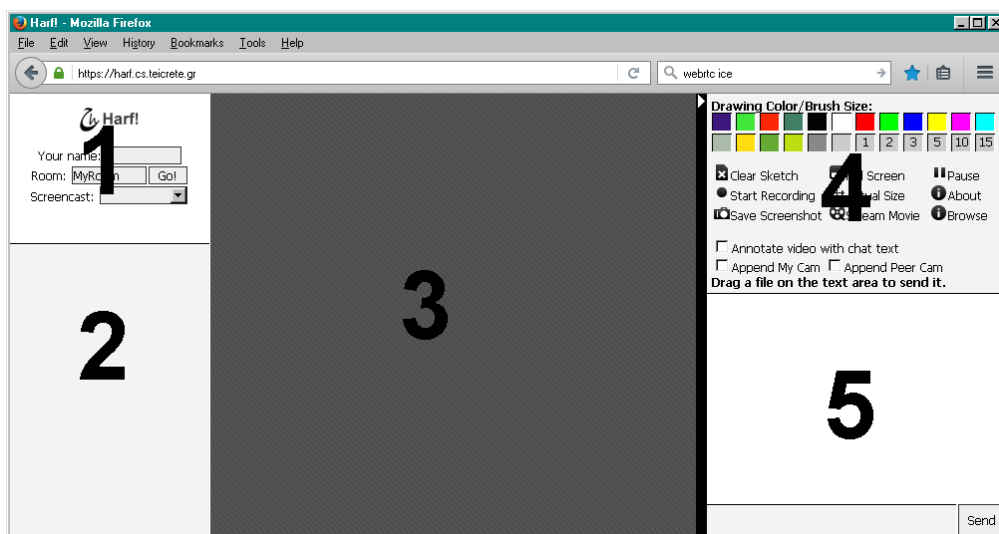 Harf! - Mozilla Firefox
File Edit View History Bookmarks Tools Help
https://harf.cs.teicrete.gr
webrtc ice
Harf!
1
Your name:
Room: MyRoom Go!
Screencast:
2
3
Drawing Color/Brush Size:
1 2 3 5 10 15
4
Clear Sketch Screen Pause
Start Recording Size About
Save Screenshot Stream Movie Browse
Annotate video with chat text
Append My Cam Append Peer Cam
Drag a file on the text area to send it.
5
Send